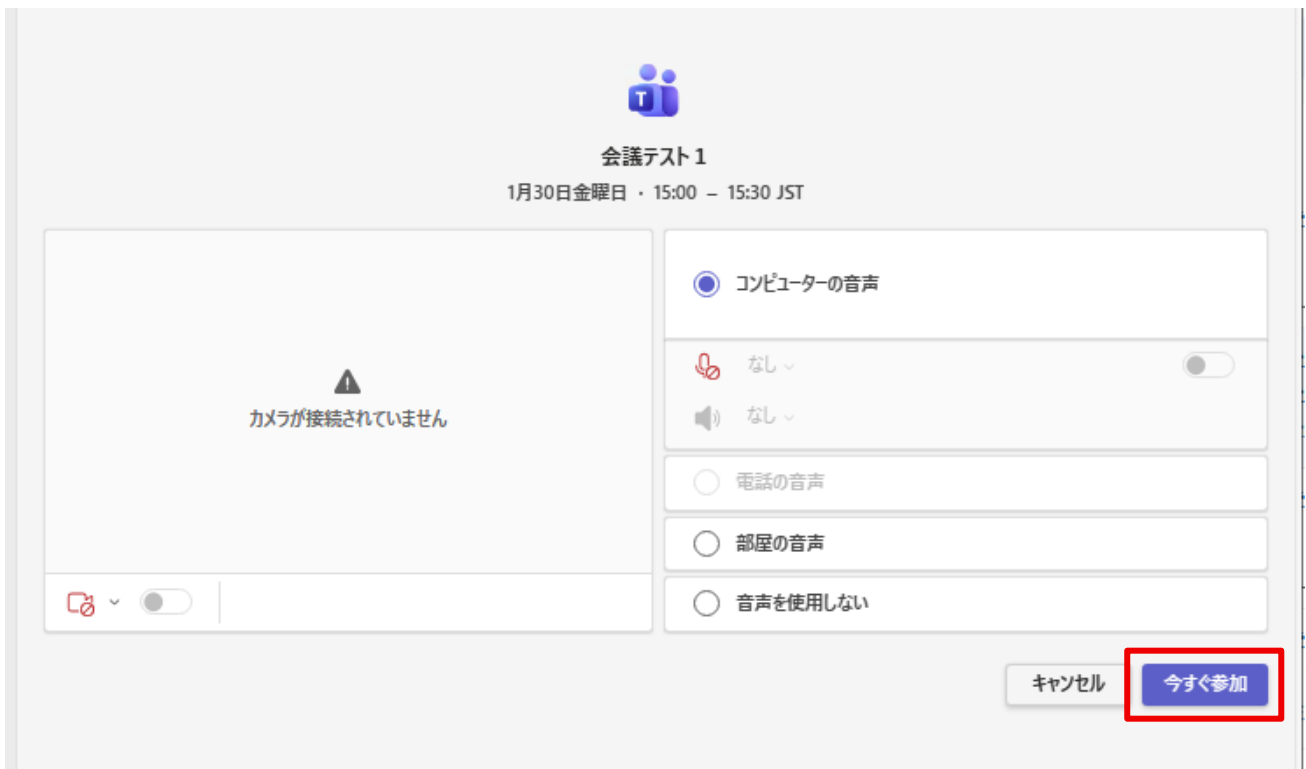 T
会議テスト1
1月30日金曜日 · 15:00 – 15:30 JST
コンピューターの音声
なし
カメラが接続されていません
なし
電話の音声
部屋の音声
音声を使用しない
キャンセル 今すぐ参加